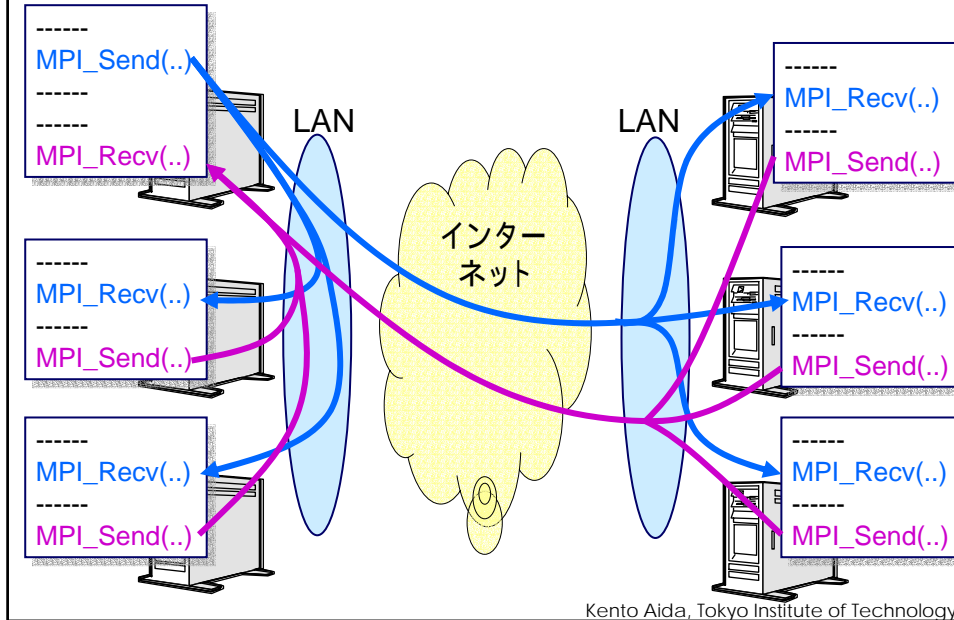 ------
MPI_Send(..)
------
------
MPI_Recv(..)
------
MPI_Recv(..)
------
MPI_Send(..)
------
MPI_Recv(..)
------
MPI_Send(..)
LAN
インター
ネット
LAN
------
MPI_Recv(..)
------
MPI_Send(..)
------
MPI_Recv(..)
------
MPI_Send(..)
------
MPI_Recv(..)
------
MPI_Send(..)
Kento Aida, Tokyo Institute of Technology